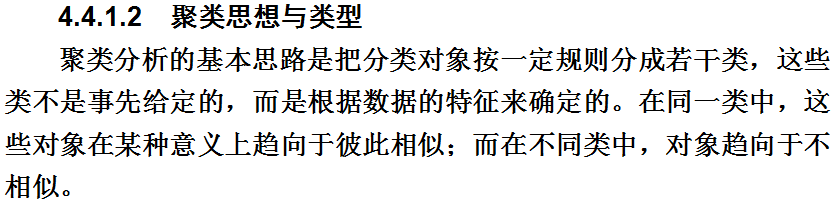 4.4.1.2 聚类思想与类型
聚类分析的基本思路是把分类对象按一定规则分成若干类，这些
类不是事先给定的，而是根据数据的特征来确定的。在同一类中，这
些对象在某种意义上趋向于彼此相似；而在不同类中，对象趋向于不
相似。